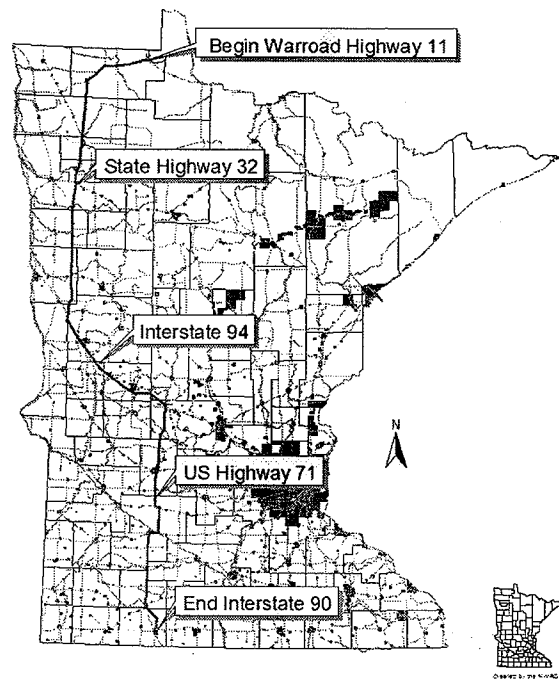 Begin Warroad Highway 11
State Highway 32
Interstate 94
N
US Highway 71
End Interstate 90